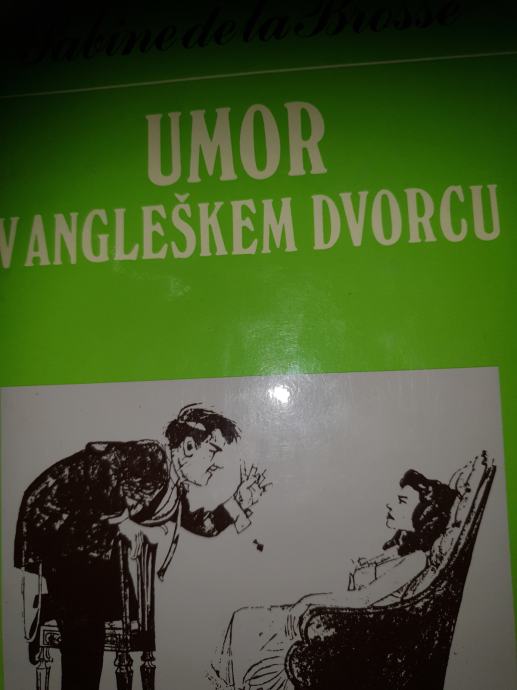 Sabine de la Brosse
UMOR
V ANGLEŠKEM DVORCU